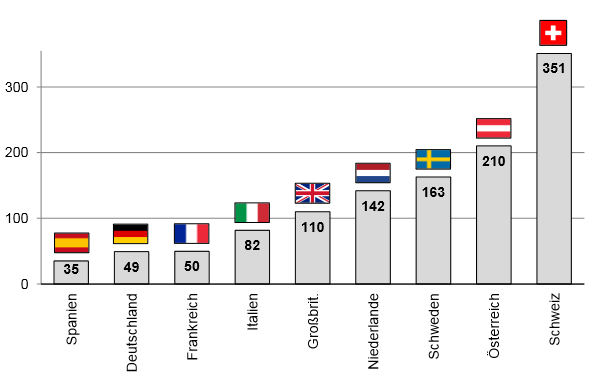 300
200
100
0
35
49
50
82
110
142
163
210
351
Spanien
Deutschland
Frankreich
Italien
Großbrit.
Niederlande
Schweden
Österreich
Schweiz